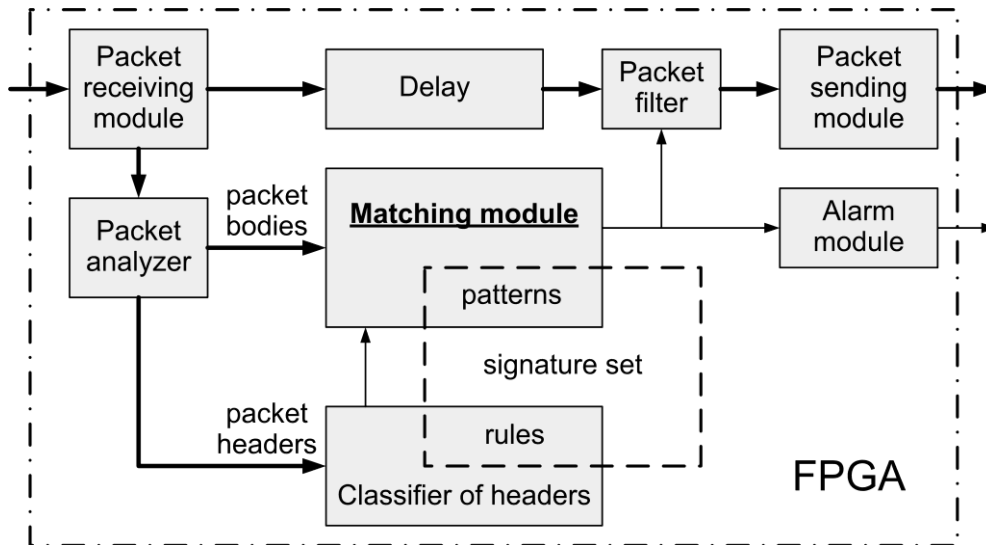 Packet
receiving
module
Delay
Packet
filter
Packet
sending
module
Packet
analyzer
packet
bodies
Matching module
patterns
Alarm
module
signature set
packet
headers
rules
Classifier of headers
FPGA